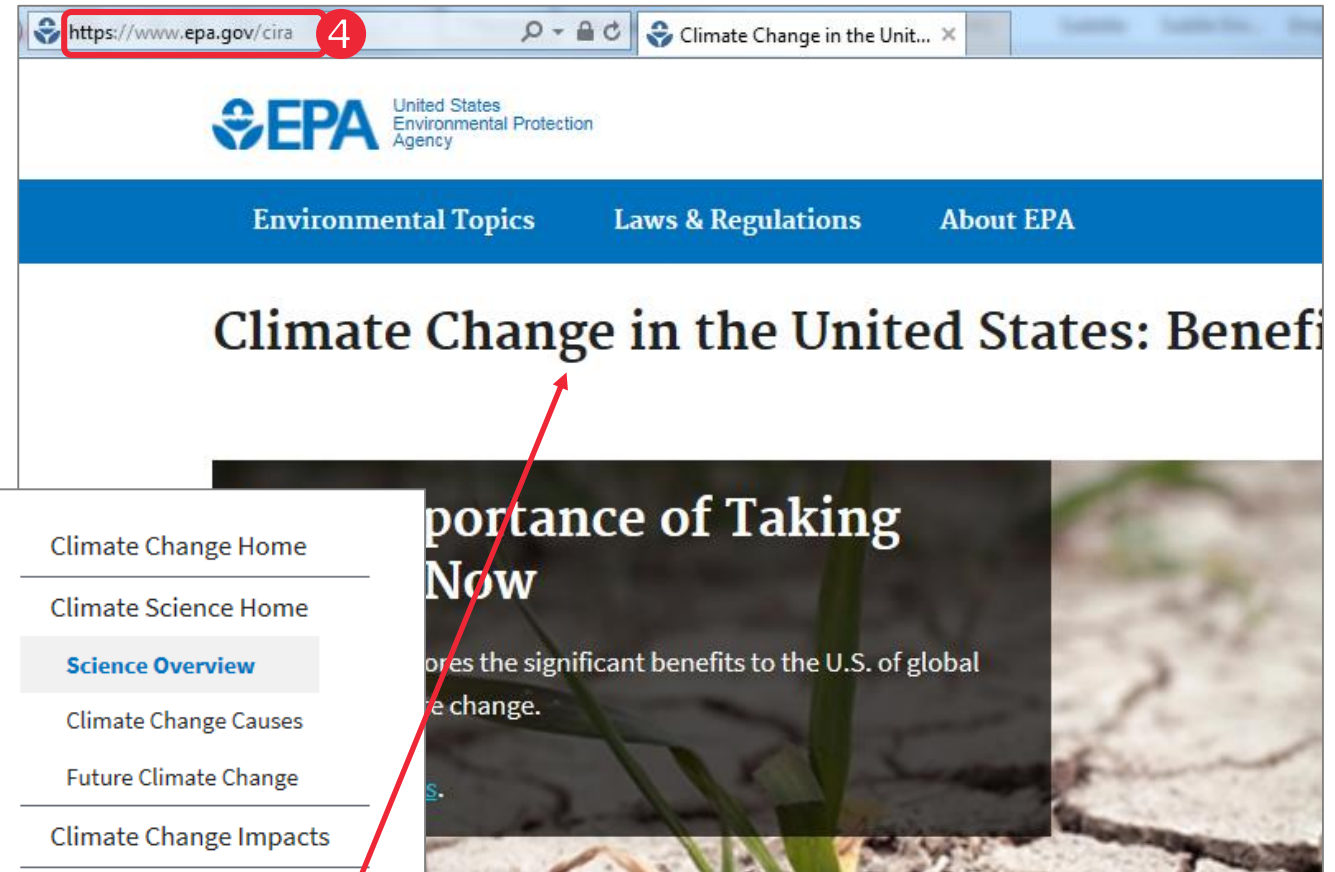 https://www.epa.gov/cira
4
Climate Change in the Unit...
EPA
United States
Environmental Protection
Agency
Environmental Topics Laws & Regulations About EPA
Climate Change in the United States: Benefi
portance of Taking
Now
ores the significant benefits to the U.S. of global
e change.
s.
Climate Change Home
Climate Science Home
Science Overview
Climate Change Causes
Future Climate Change
Climate Change Impacts